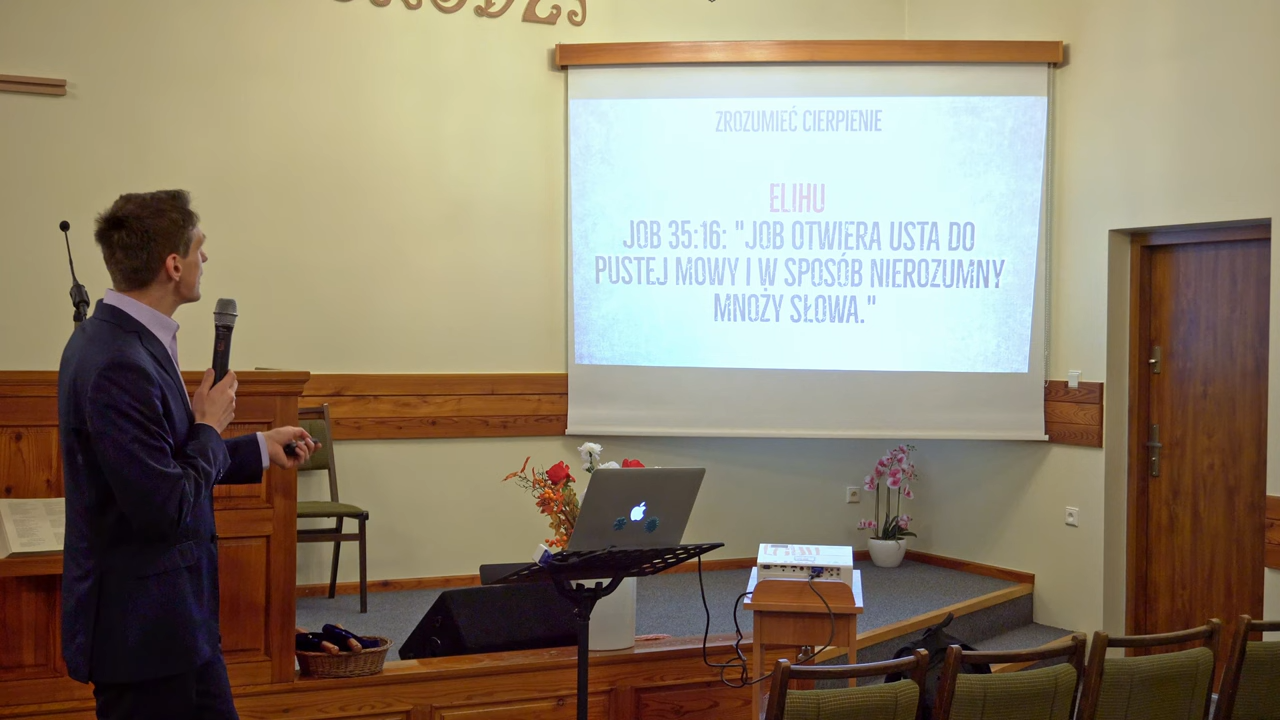 ZROZUMIEĆ CIERPIENIE
ELIHU
JOB 35:16: "JOB OTWIERA USTA DO
PUSTEJ MOWY I W SPOSÓB NIEROZUMNY
MNOŻY SŁOWA."